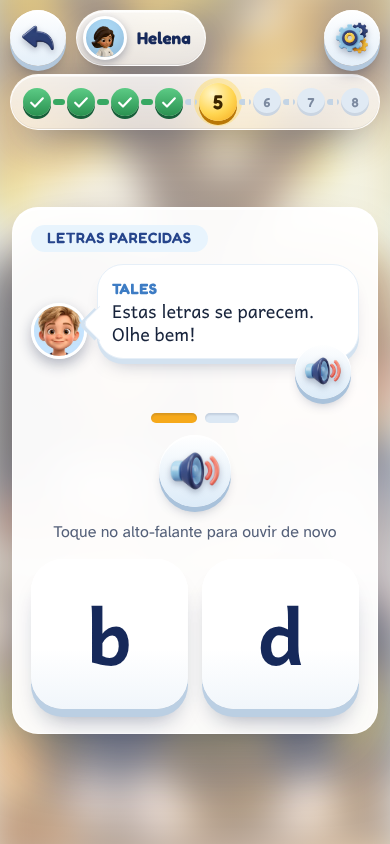 Helena
5
6
7
8
LETRAS PARECIDAS
TALES
Estas letras se parecem.
Olhe bem!
Toque no alto-falante para ouvir de novo
b
d